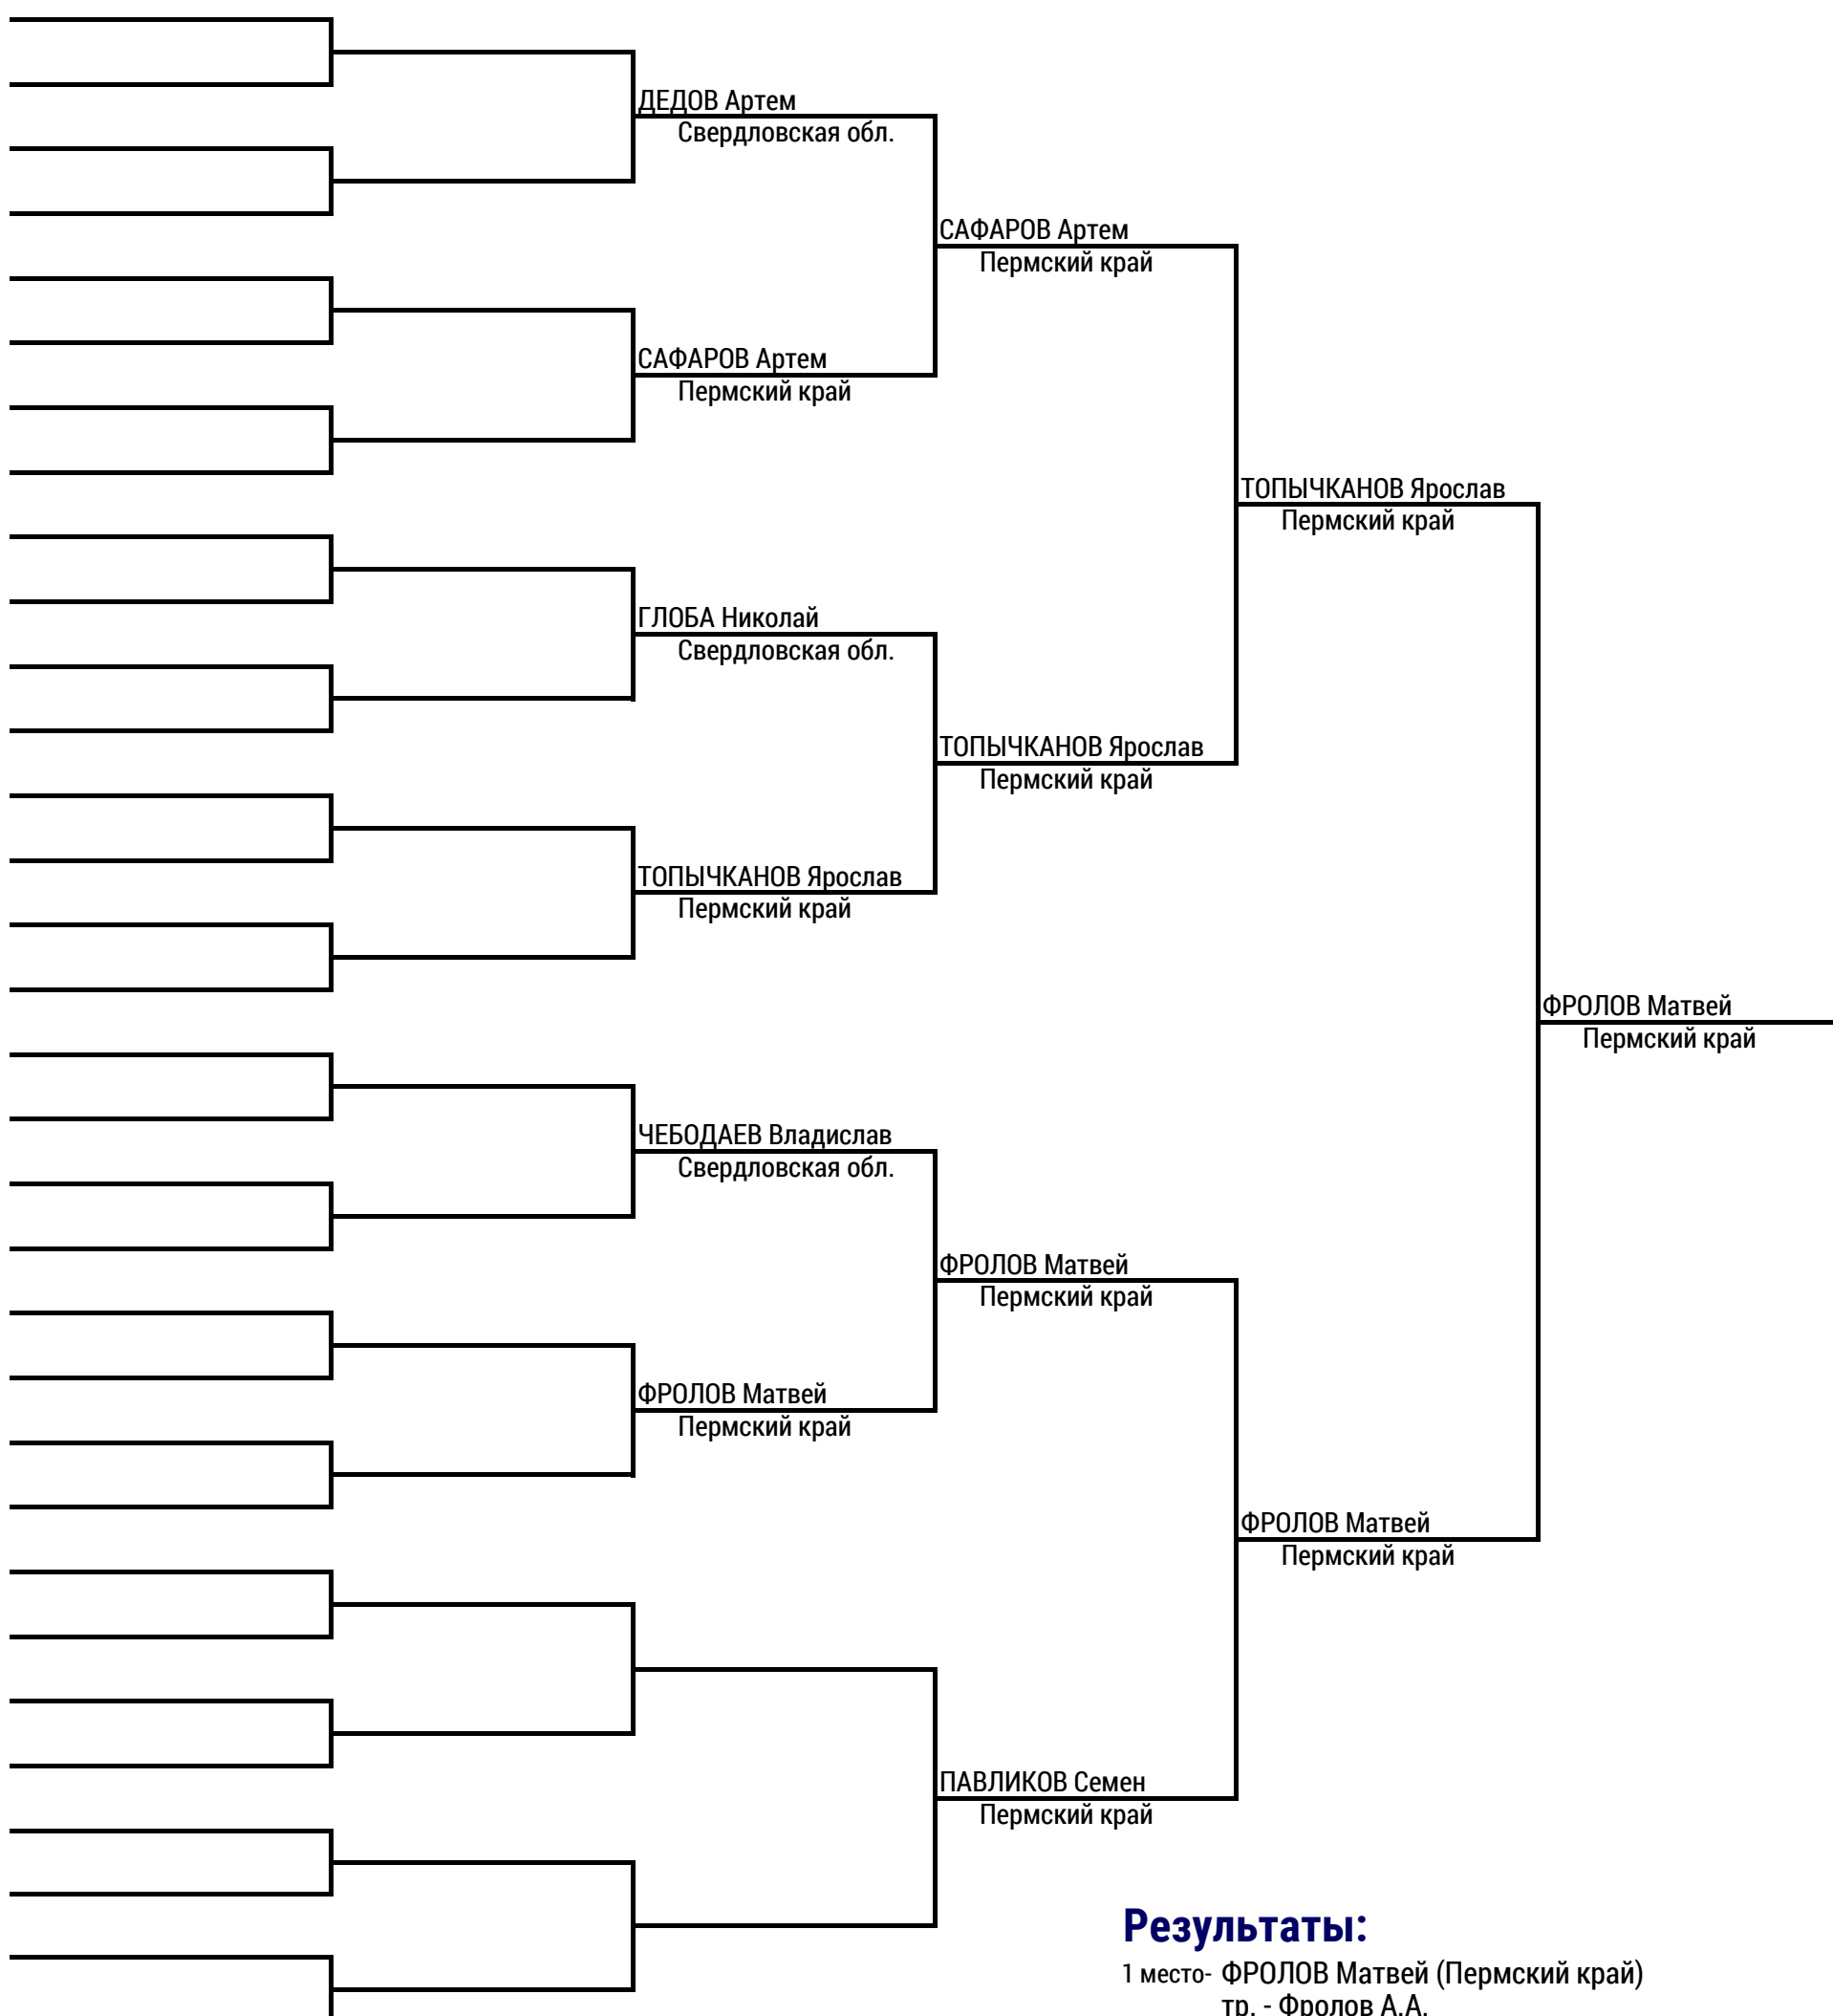 ДЕДОВ Артем
Свердловская обл.
САФАРОВ Артем
Пермский край
САФАРОВ Артем
Пермский край
ТОПЫЧКАНОВ Ярослав
Пермский край
ГЛОБА Николай
Свердловская обл.
ТОПЫЧКАНОВ Ярослав
Пермский край
ТОПЫЧКАНОВ Ярослав
Пермский край
ФРОЛОВ Матвей
Пермский край
ЧЕБОДАЕВ Владислав
Свердловская обл.
ФРОЛОВ Матвей
Пермский край
ФРОЛОВ Матвей
Пермский край
ФРОЛОВ Матвей
Пермский край
ПАВЛИКОВ Семен
Пермский край
Результаты:
1 место- ФРОЛОВ Матвей (Пермский край)
тр. - Фролов А.А.